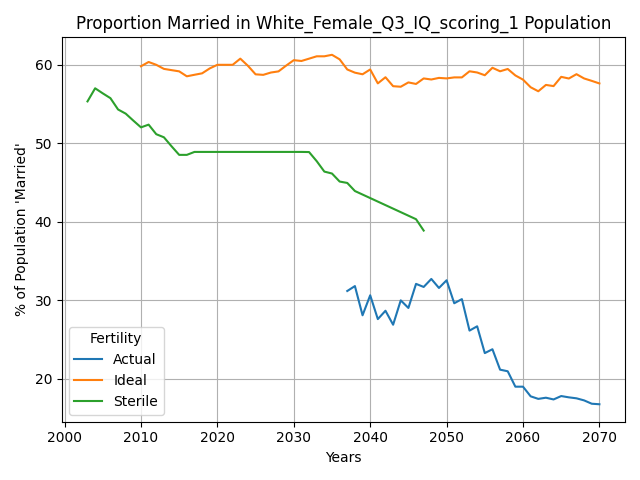 Proportion Married in White_Female_Q3_IQ_scoring_1 Population
% of Population 'Married'
60
50
40
30
20
Fertility
Actual
Ideal
Sterile
2000 2010 2020 2030 2040 2050 2060 2070
Years